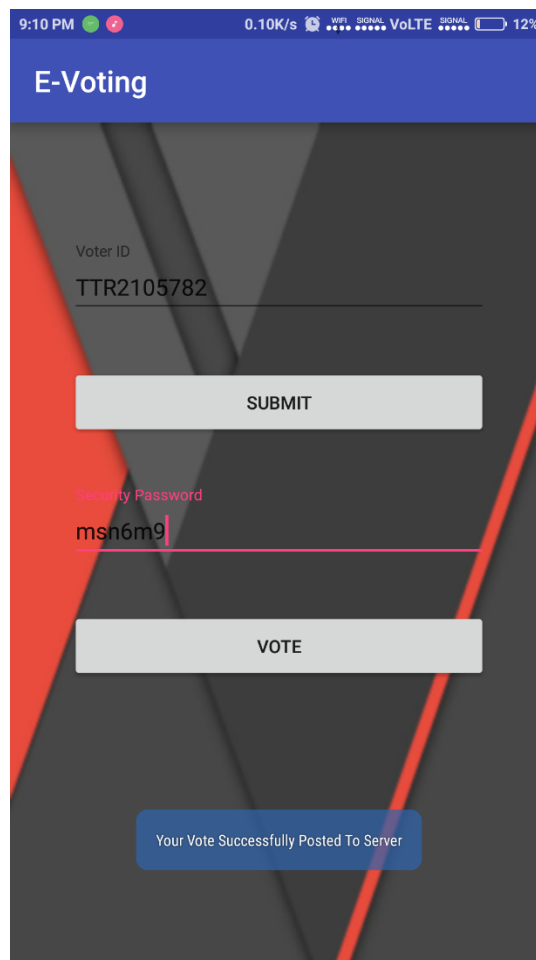 9:10 PM 0.10K/s WIFI SIGNAL VoLTE SIGNAL 12%
E-Voting
Voter ID
TTR2105782
SUBMIT
Security Password
msn6m9
VOTE
Your Vote Successfully Posted To Server